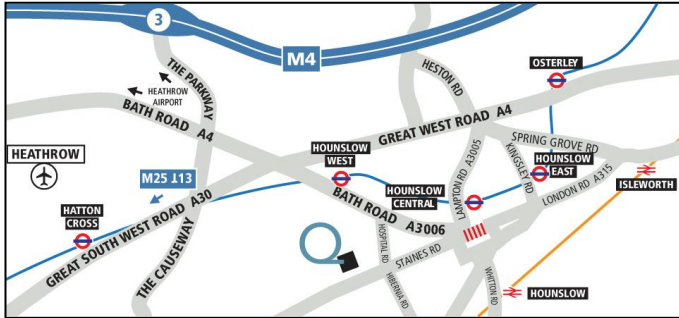 3
M4
THE PARKWAY
HEATHROW
AIRPORT
BATH ROAD A4
HESTON RD
OSTERLEY
GREAT WEST ROAD A4
SPRING GROVE RD
HEATHROW
M25 J13
HOUNSLOW
WEST
HOUNSLOW
CENTRAL
LAMPTON RD A3005
KINGSLEY RD
HOUNSLOW
EAST
LONDON RD A315
ISLEWORTH
HATTON
CROSS
GREAT SOUTH WEST ROAD A30
BATH ROAD A3006
THE CAUSEWAY
HOSPITAL RD
HIBERNIA RD
STAINES RD
WHITTON RD
HOUNSLOW